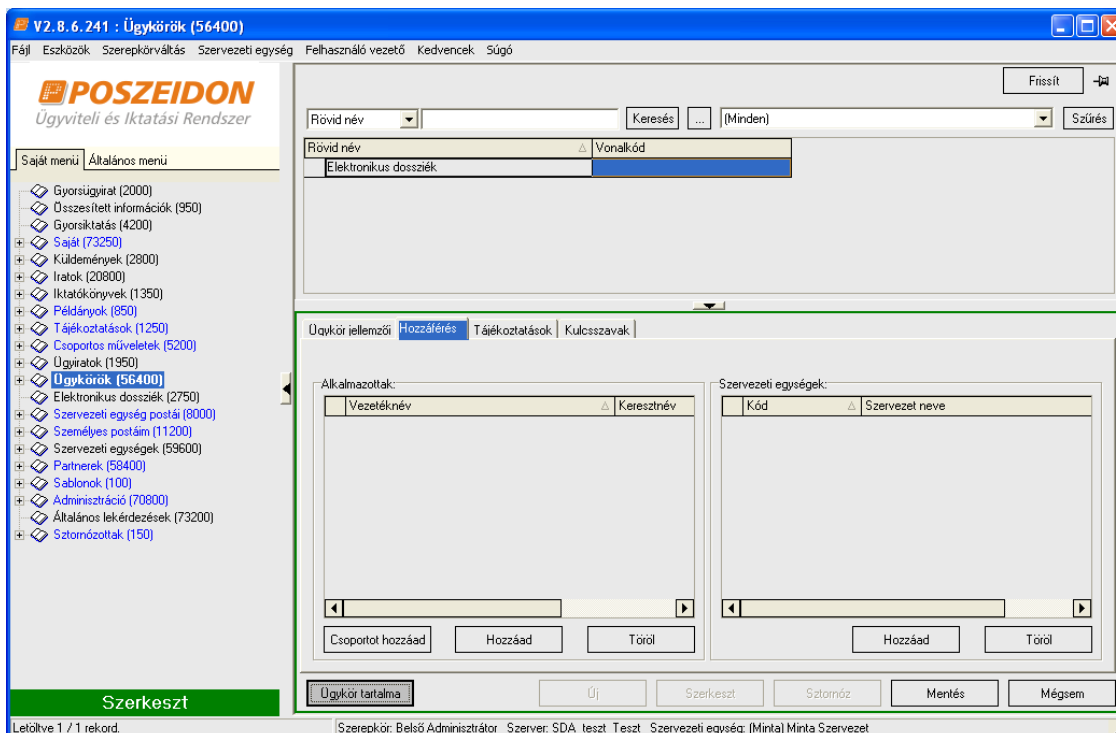 V2.8.6.241 : Ügykörök (56400)
Fájl Eszközök Szerepkörváltás Szervezeti egység Felhasználó vezető Kedvencek Súgó
POSZEIDON
Ügyviteli és Iktatási Rendszer
Saját menü Általános menü
Gyorsügyirat (2000)
Összesített információk (950)
Gyorsiktatás (4200)
Saját (73250)
Küldemények (2800)
Iratok (20800)
Iktatókönyvek (1350)
Példányok (850)
Tájékoztatások (1250)
Csoportos műveletek (5200)
Ügyiratok (1950)
Ügykörök (56400)
Elektronikus dossziék (2750)
Szervezeti egység postái (8000)
Személyes postáim (11200)
Szervezeti egységek (59600)
Partnerek (58400)
Sablonok (100)
Adminisztráció (70800)
Általános lekérdezések (73200)
Sztornózottak (150)
Szerkeszt
Frissít
Rövid név Keresés ... (Minden) Szűrés
Rövid név Vonalkód
Elektronikus dossziék
Ügykör jellemzői Hozzáférés Tájékoztatások Kulcsszavak
Alkalmazottak: Szervezeti egységek:
Vezetéknév Keresztnév Kód Szervezet neve
Csoportot hozzáad Hozzáad Töröl Hozzáad Töröl
Ügykör tartalma Új Szerkeszt Sztornóz Mentés Mégsem
Letöltve 1 / 1 rekord. Szerepkör: Belső Adminisztrátor Szerver: SDA_teszt_Teszt Szervezeti egység: (Minta) Minta Szervezet